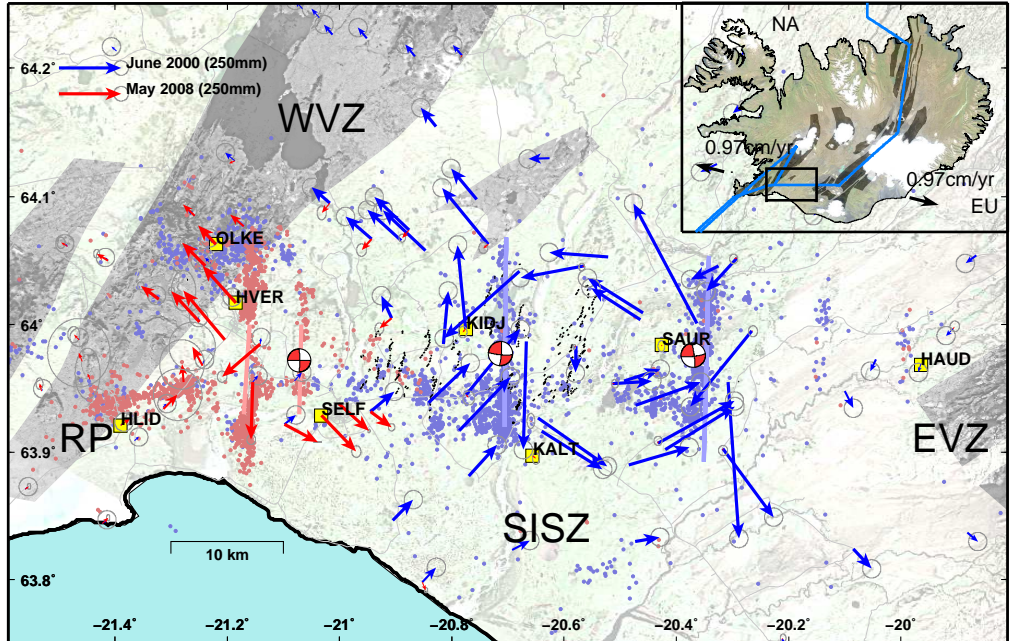 64.2°
64.1°
64°
63.9°
63.8°
June 2000 (250mm)
May 2008 (250mm)
WVZ
NA
0.97cm/yr
0.97cm/yr
EU
OLKE
HVER
KIDJ
SAUR
HAUD
HLID
SELF
KALT
RP
EVZ
SISZ
10 km
−21.4
−21.2
−21
−20.8
−20.6
−20.4
−20.2
−20